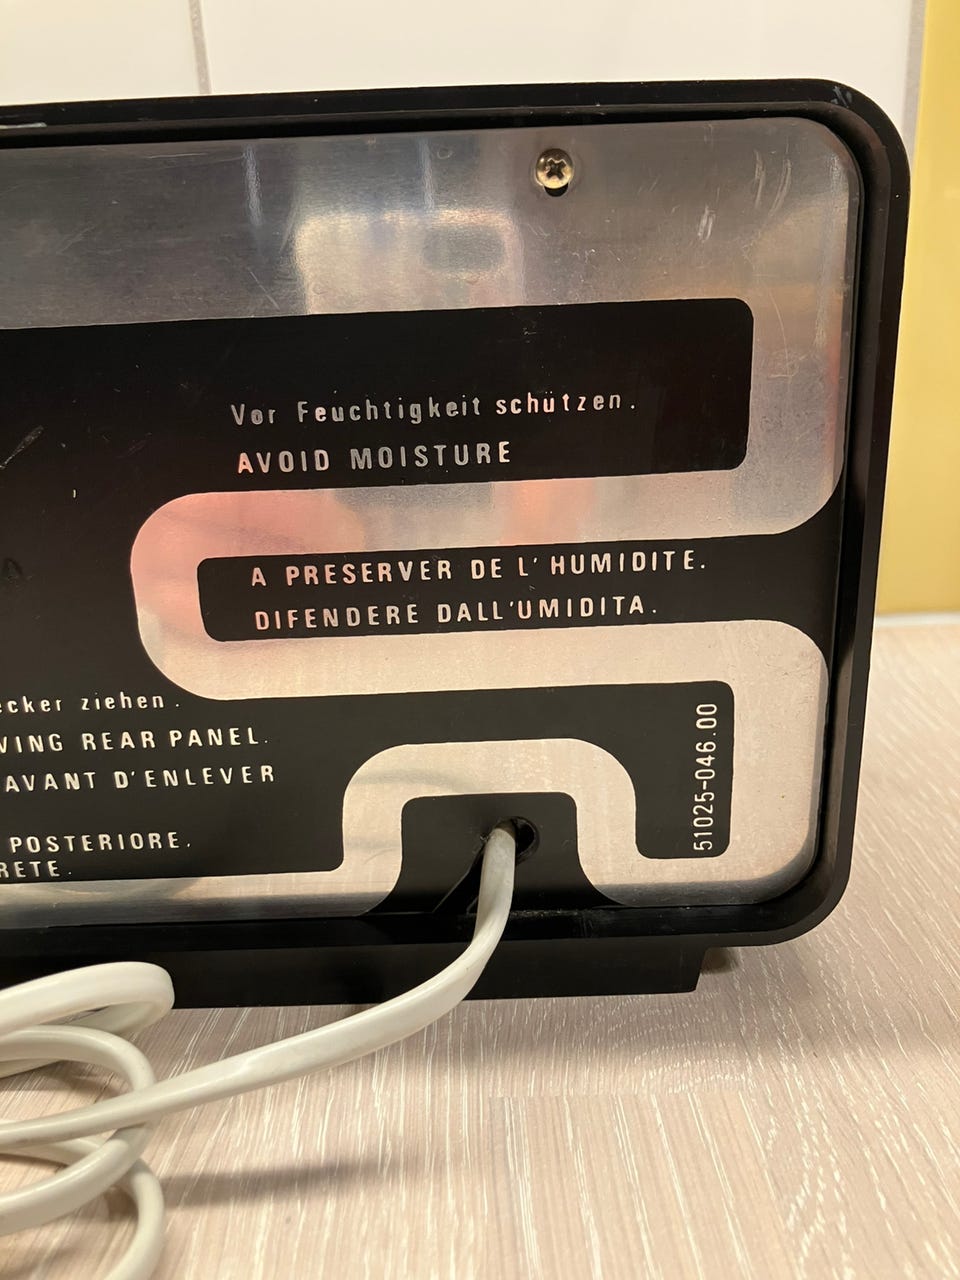 Vor Feuchtigkeit schützen.
AVOID MOISTURE
A PRESERVER DE L'HUMIDITE.
DIFENDERE DALL'UMIDITA.
ecker ziehen.
VING REAR PANEL.
AVANT D'ENLEVER
POSTERIORE.
RETE.
51025-046.00